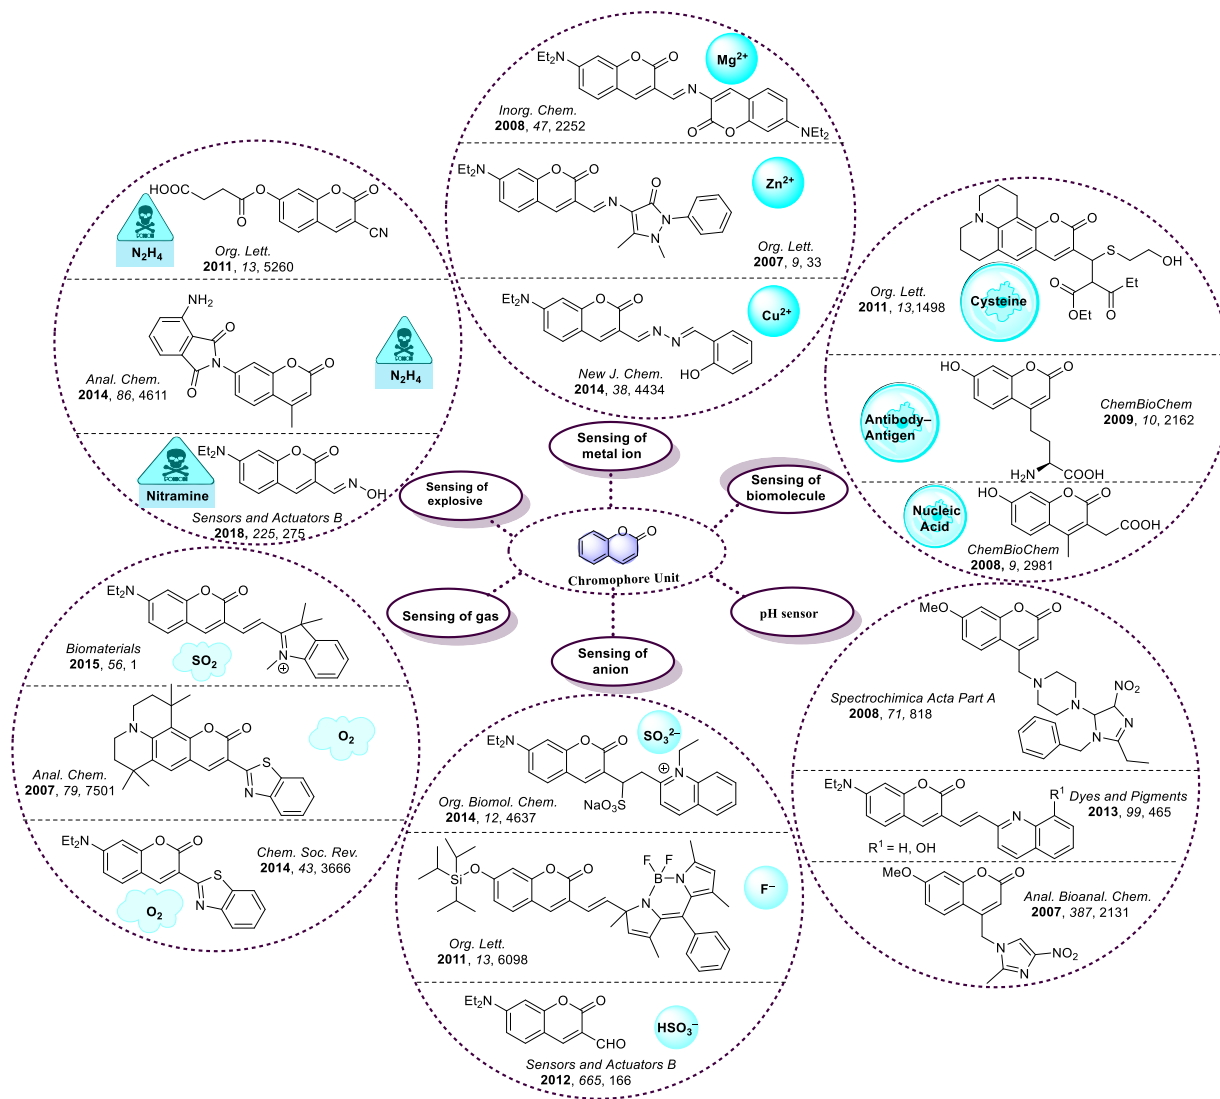 Et2N
O
O
Mg2+
N
Inorg. Chem.
2008, 47, 2252
O
O
NEt2
Et2N
O
O
Zn2+
N
O
N
N
Org. Lett.
2007, 9, 33
Et2N
O
O
Cu2+
N
N
HO
New J. Chem.
2014, 38, 4434
HOOC
O
O
O
O
CN
N2H4
Org. Lett.
2011, 13, 5260
NH2
O
N
O
O
O
N2H4
Anal. Chem.
2014, 86, 4611
Et2N
O
O
N
OH
Nitramine
Sensors and Actuators B
2018, 225, 275
N
O
O
S
OH
Org. Lett.
2011, 13,1498
Cysteine
O
OEt
O
Et
HO
O
O
ChemBioChem
2009, 10, 2162
Antibody–
Antigen
H2N
COOH
HO
O
O
Nucleic
Acid
COOH
ChemBioChem
2008, 9, 2981
Sensing of
metal ion
Sensing of
explosive
Sensing of
biomolecule
O
O
Chromophore Unit
Sensing of gas
pH sensor
Sensing of
anion
Et2N
O
O
N
Biomaterials
2015, 56, 1
SO2
N
O
O
O2
S
N
Anal. Chem.
2007, 79, 7501
Et2N
O
O
S
N
Chem. Soc. Rev.
2014, 43, 3666
O2
Et2N
O
O
SO32–
N
NaO3S
Org. Biomol. Chem.
2014, 12, 4637
Si
O
O
O
F
F
B
N
N
F–
Org. Lett.
2011, 13, 6098
Et2N
O
O
CHO
HSO3–
Sensors and Actuators B
2012, 665, 166
MeO
O
O
N
N
NO2
N
N
Spectrochimica Acta Part A
2008, 71, 818
Et2N
O
O
N
R1
Dyes and Pigments
2013, 99, 465
R1 = H, OH
MeO
O
O
Anal. Bioanal. Chem.
2007, 387, 2131
N
N
NO2